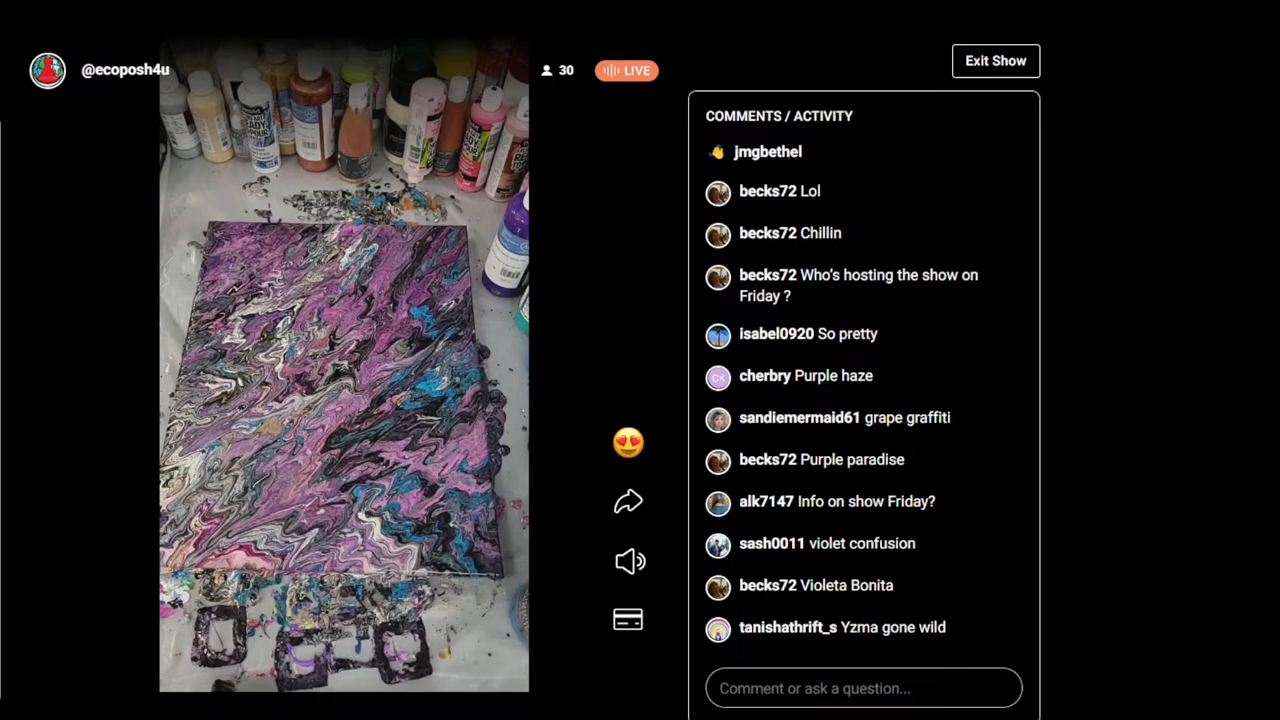 @ecoposh4u
30
LIVE
Exit Show
COMMENTS / ACTIVITY
jmgbethel
becks72 Lol
becks72 Chillin
becks72 Who's hosting the show on
Friday ?
isabel0920 So pretty
CK
cherbry Purple haze
sandiemermaid61 grape graffiti
becks72 Purple paradise
alk7147 Info on show Friday?
sash0011 violet confusion
becks72 Violeta Bonita
tanishathrift_s Yzma gone wild
Comment or ask a question...